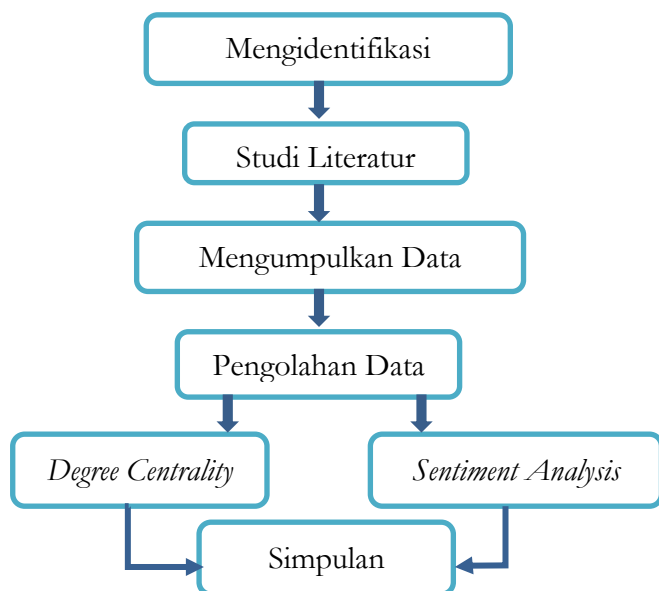 Mengidentifikasi
Studi Literatur
Mengumpulkan Data
Pengolahan Data
Degree Centrality
Sentiment Analysis
Simpulan